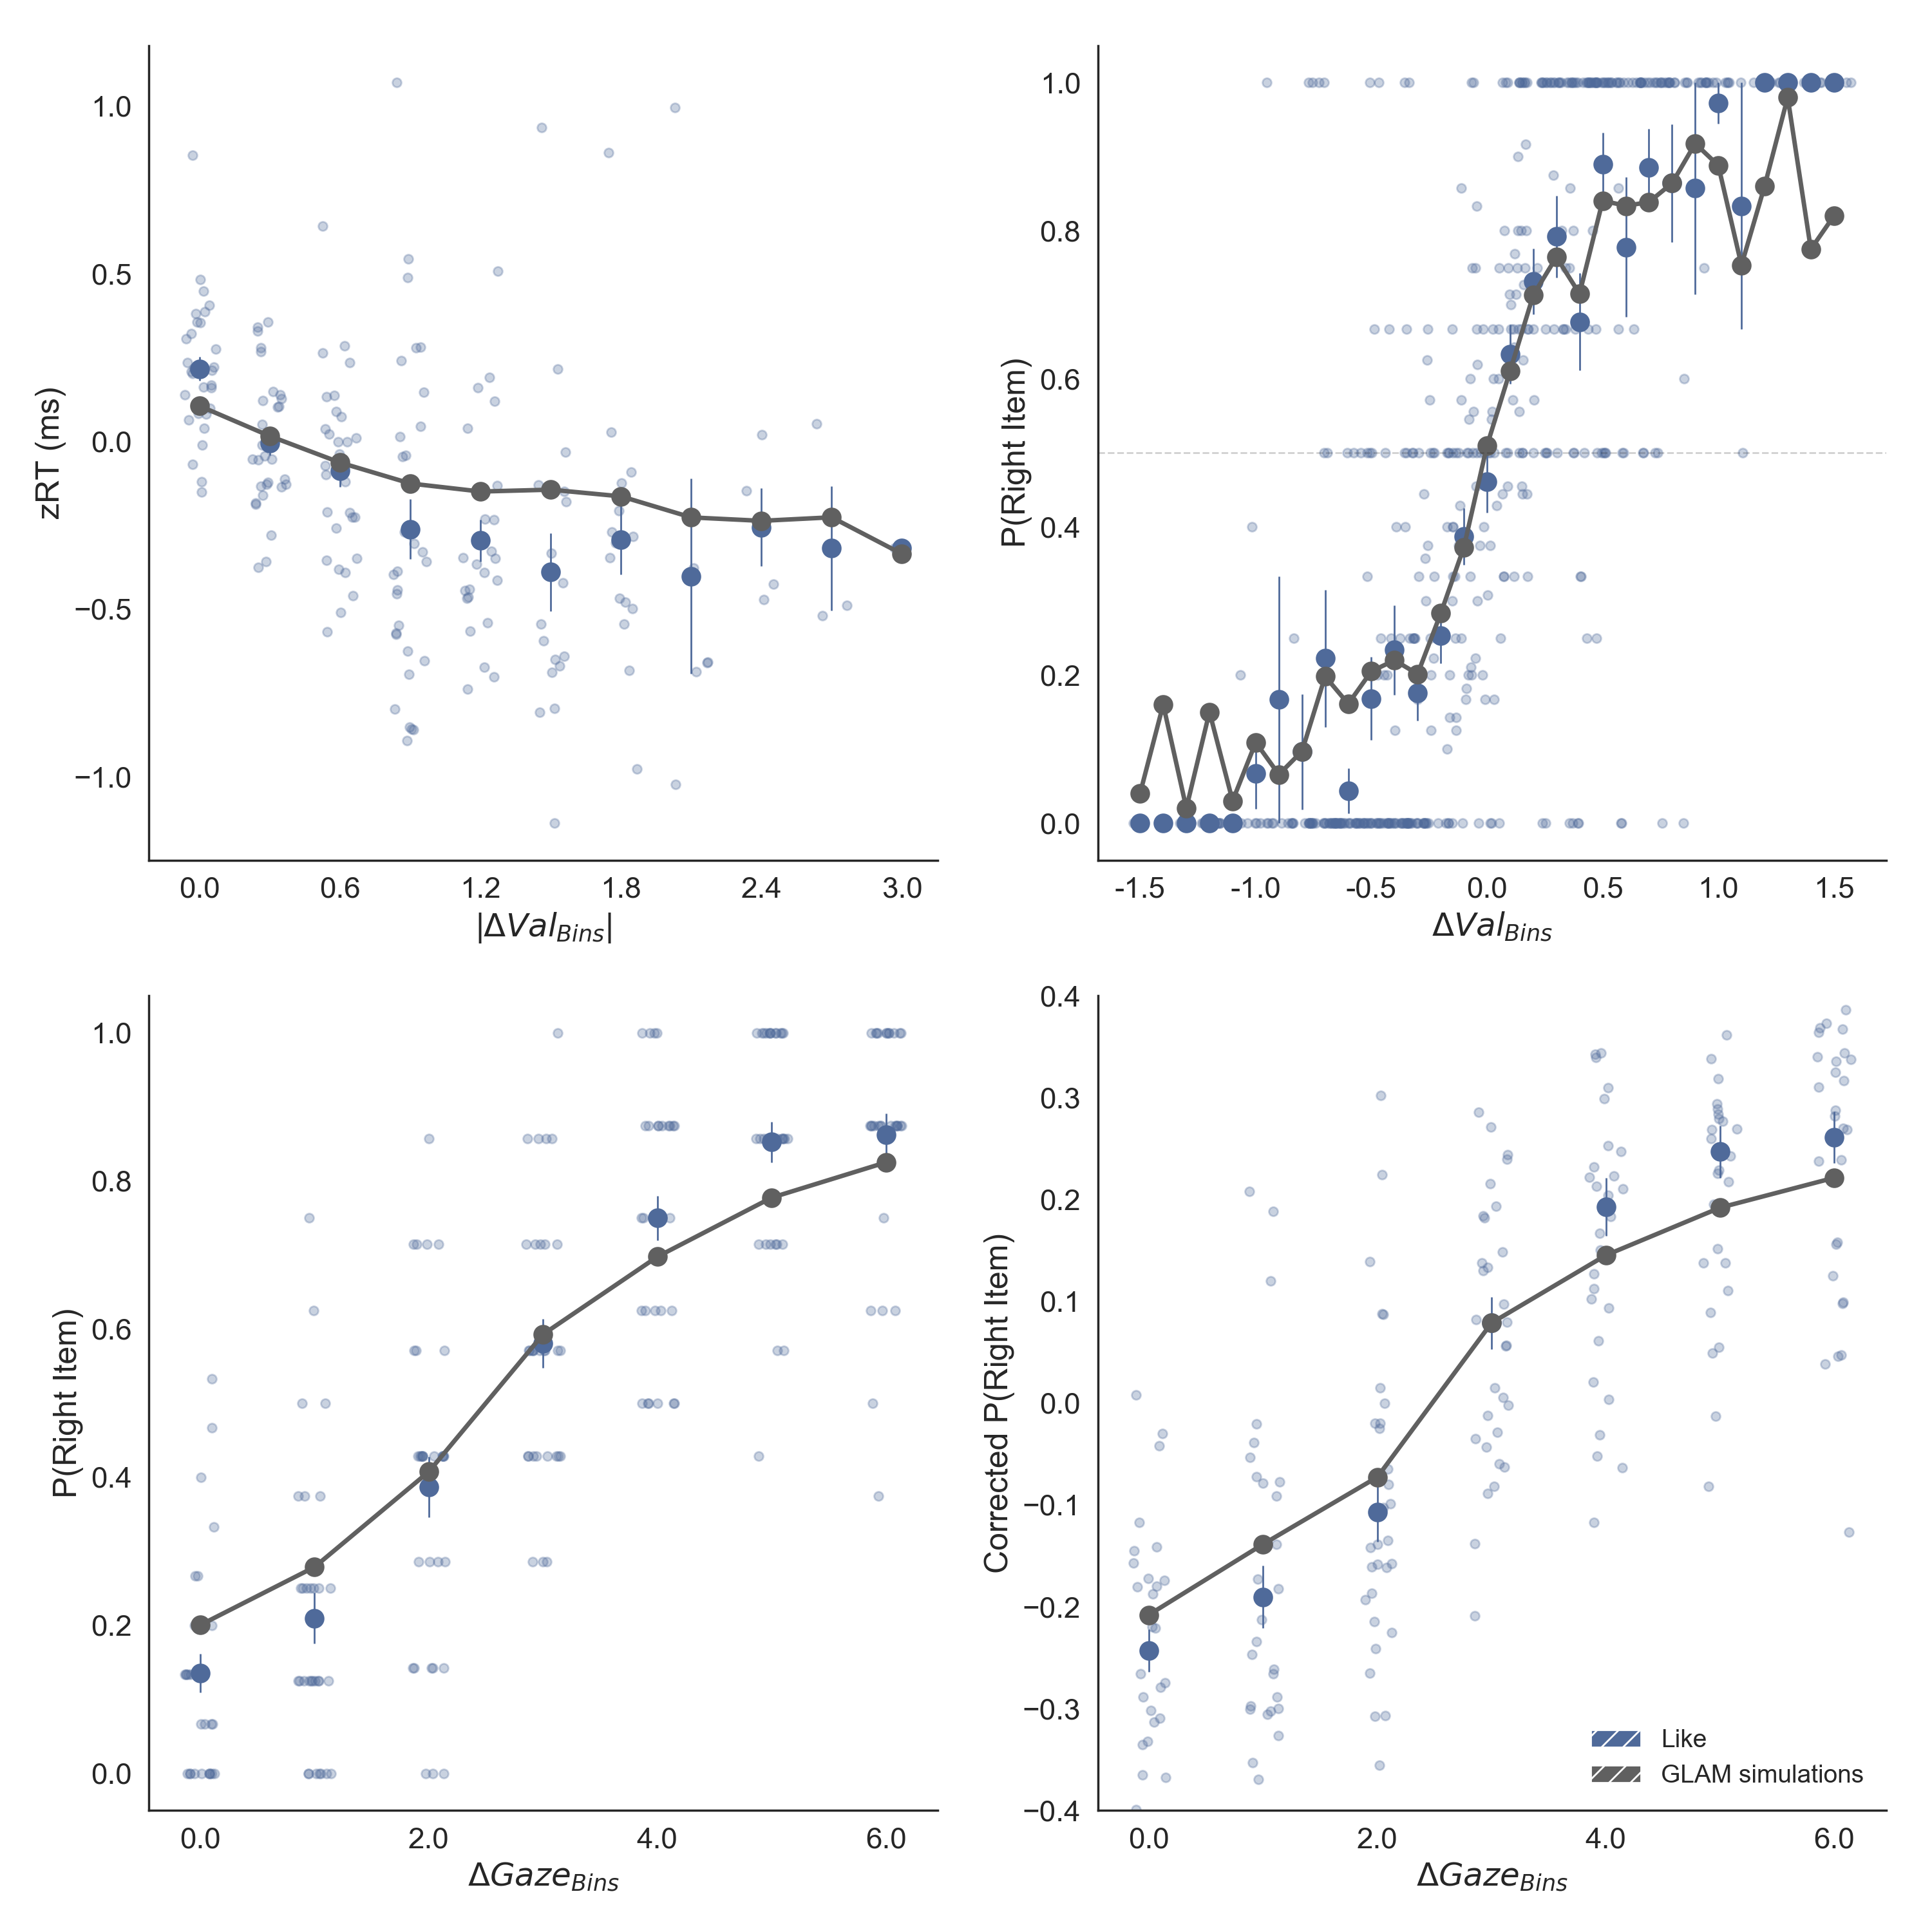 1.0
0.5
0.0
−0.5
−1.0
zRT (ms)
0.0 0.6 1.2 1.8 2.4 3.0
|ΔVal_Bins|
1.0
0.8
0.6
0.4
0.2
0.0
P(Right Item)
-1.5 -1.0 -0.5 0.0 0.5 1.0 1.5
ΔVal_Bins
1.0
0.8
0.6
0.4
0.2
0.0
P(Right Item)
0.0 2.0 4.0 6.0
ΔGaze_Bins
0.4
0.3
0.2
0.1
0.0
−0.1
−0.2
−0.3
−0.4
Corrected P(Right Item)
Like
GLAM simulations
0.0 2.0 4.0 6.0
ΔGaze_Bins